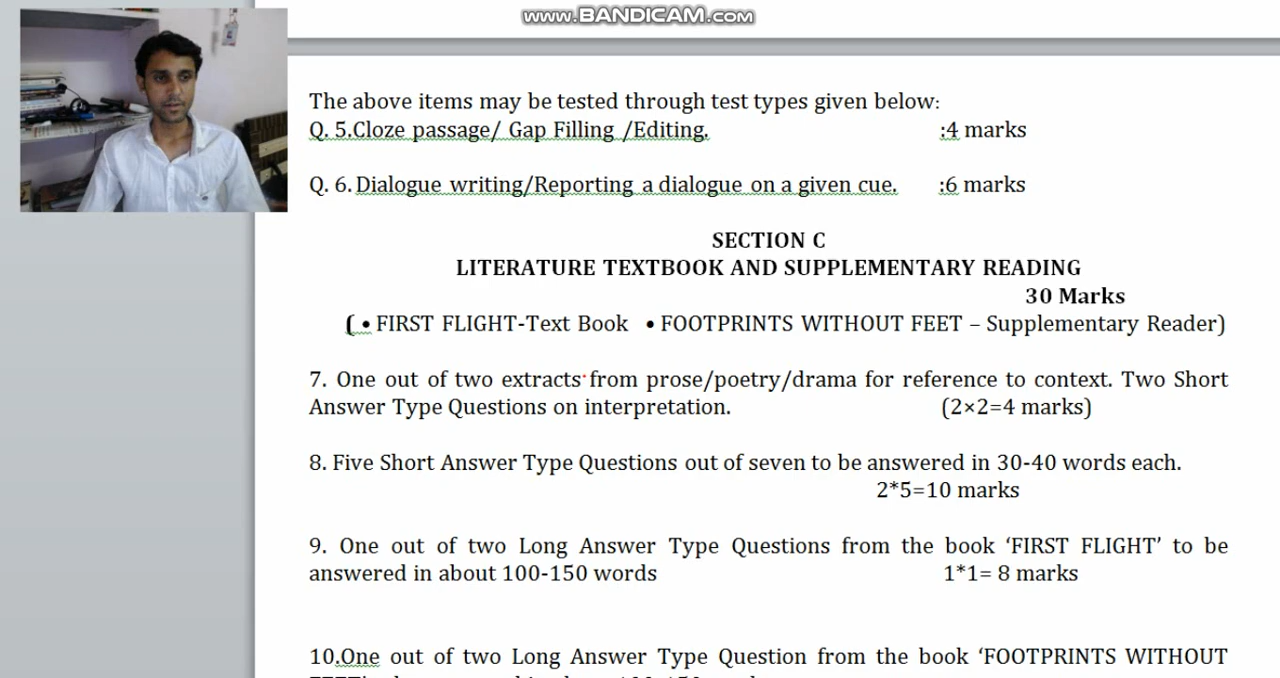 www.BANDICAM.com
The above items may be tested through test types given below:
Q. 5.Cloze passage/ Gap Filling /Editing. :4 marks
Q. 6. Dialogue writing/Reporting a dialogue on a given cue. :6 marks
SECTION C
LITERATURE TEXTBOOK AND SUPPLEMENTARY READING
30 Marks
( • FIRST FLIGHT-Text Book • FOOTPRINTS WITHOUT FEET – Supplementary Reader)
7. One out of two extracts from prose/poetry/drama for reference to context. Two Short
Answer Type Questions on interpretation. (2×2=4 marks)
8. Five Short Answer Type Questions out of seven to be answered in 30-40 words each.
2*5=10 marks
9. One out of two Long Answer Type Questions from the book ‘FIRST FLIGHT’ to be
answered in about 100-150 words 1*1= 8 marks
10.One out of two Long Answer Type Question from the book ‘FOOTPRINTS WITHOUT